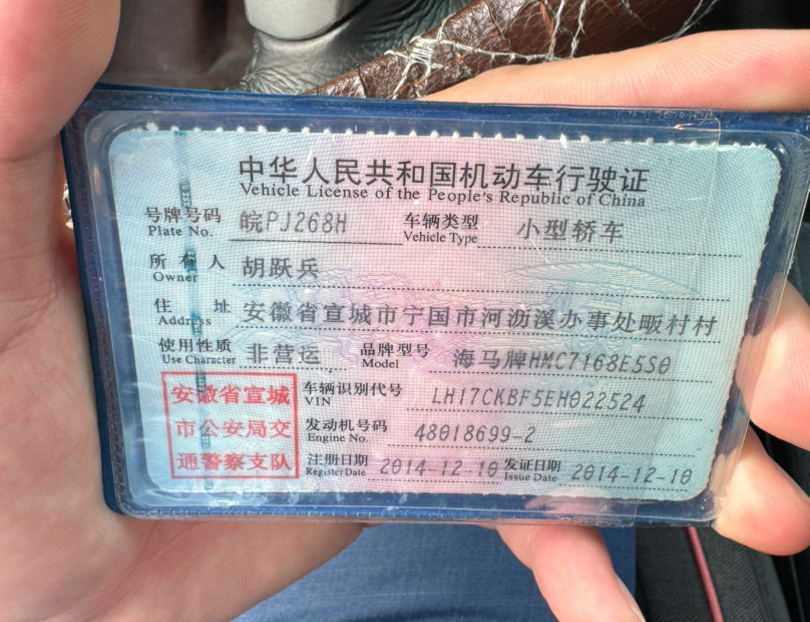 中华人民共和国机动车行驶证
Vehicle License of the People's Republic of China
号牌号码 皖PJ268H 车辆类型 小型轿车
Plate No. Vehicle Type
所有人 胡跃兵
Owner
住址 安徽省宣城市宁国市河沥溪办事处畈村村
Address
使用性质 非营运 品牌型号 海马牌HMC7168E5S0
Use Character Model
安徽省宣城 车辆识别代号 LH17CKBF5EH022524
VIN
市公安局交 发动机号码 48018699-2
Engine No.
通警察支队 注册日期 2014-12-10 发证日期 2014-12-10
Register Date Issue Date